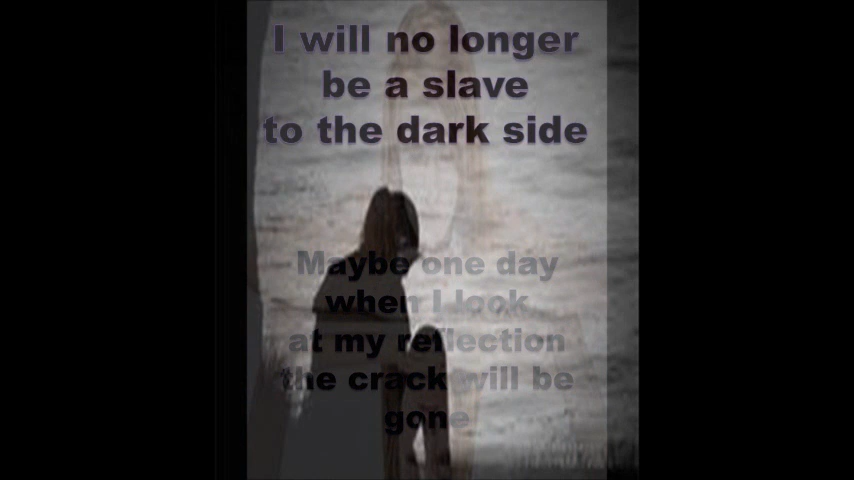 I will no longer
be a slave
to the dark side
Maybe one day
when I look
at my reflection
the crack will be
gone